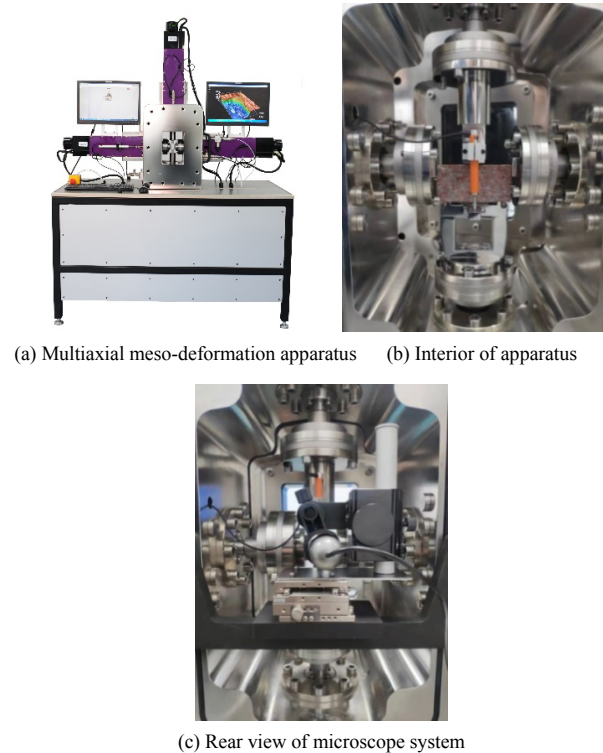 (a) Multiaxial meso-deformation apparatus
(b) Interior of apparatus
(c) Rear view of microscope system